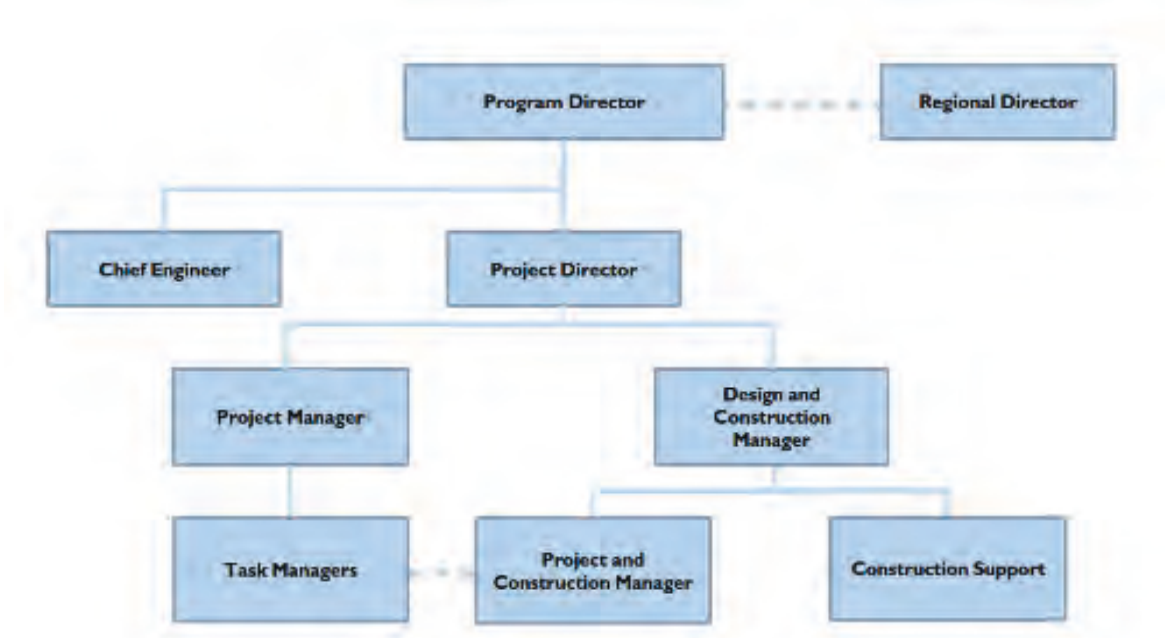 Program Director
Regional Director
Chief Engineer
Project Director
Project Manager
Design and
Construction
Manager
Task Managers
Project and
Construction Manager
Construction Support